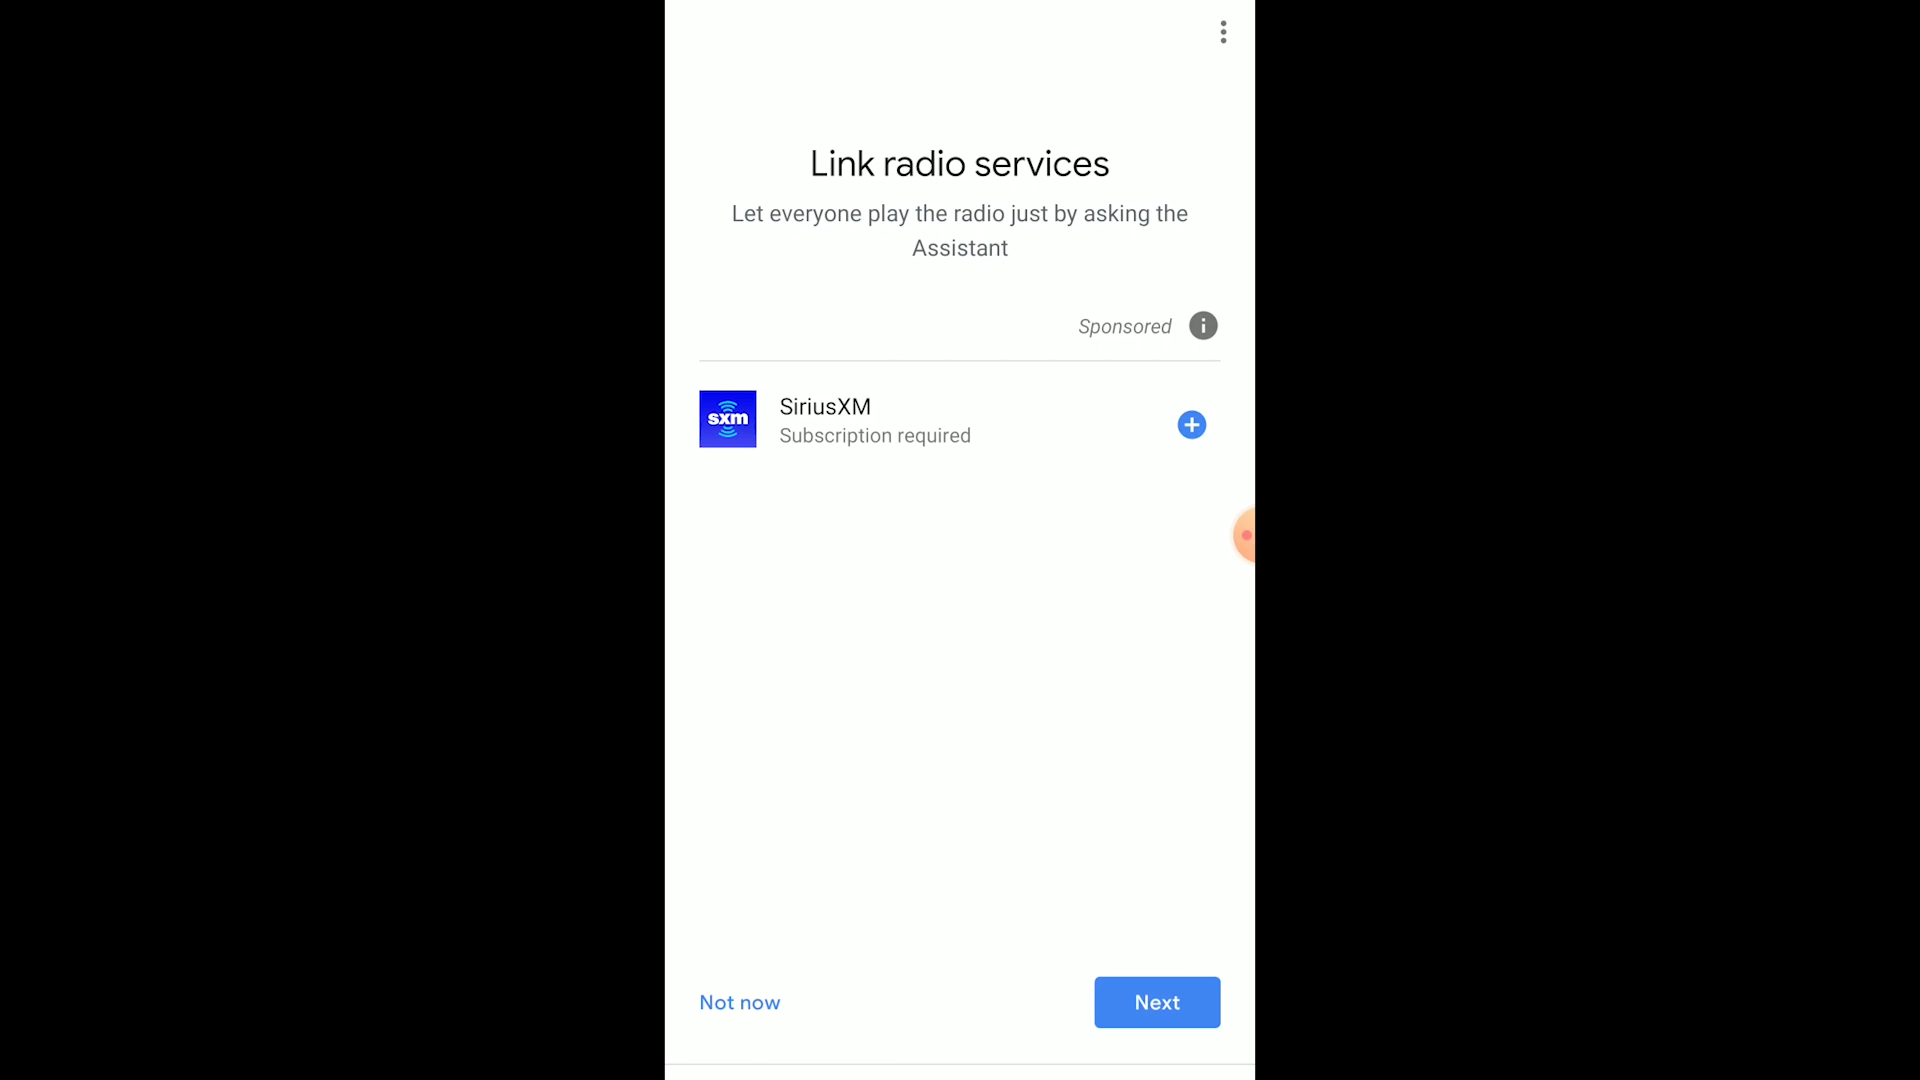 Link radio services
Let everyone play the radio just by asking the
Assistant
Sponsored
sxm
SiriusXM
Subscription required
Not now
Next